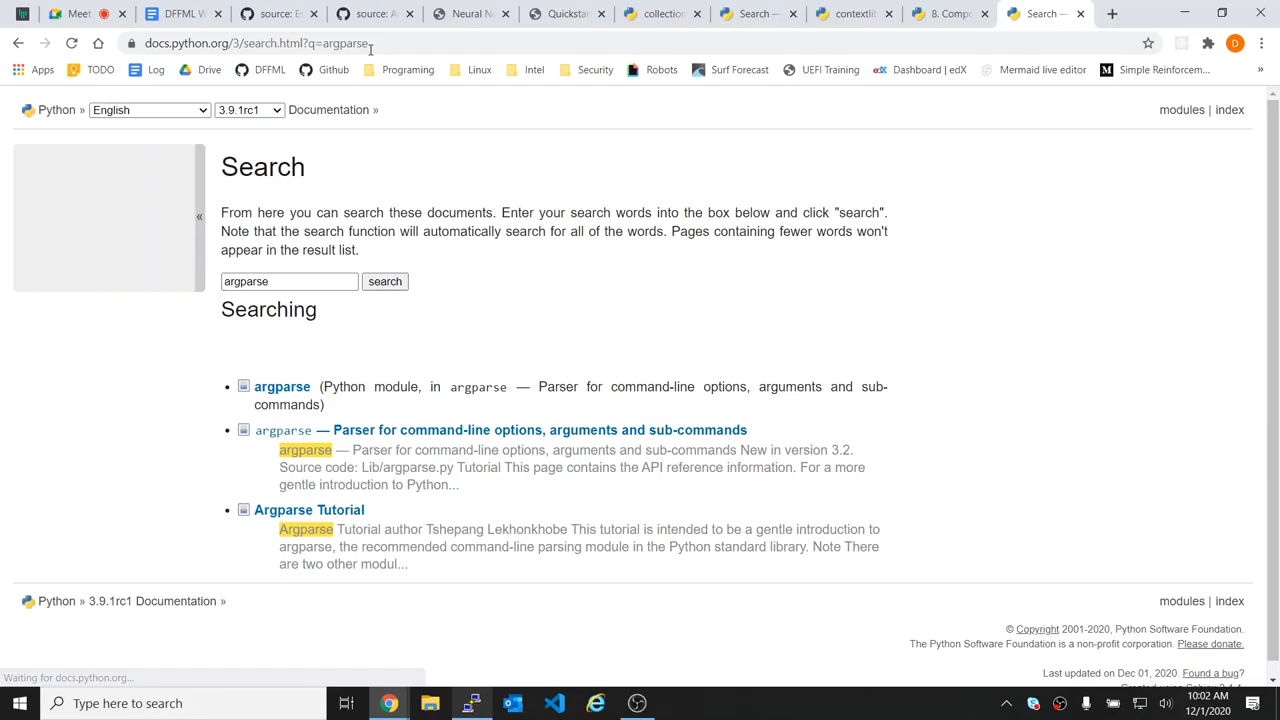 Meet
DFFML W
source: Es
source: A
Neural Ne
Quickstar
collection
Search —
contextlib
8. Compo
Search —
docs.python.org/3/search.html?q=argparse
D
Apps
TODO
Log
Drive
DFFML
Github
Programing
Linux
Intel
Security
Robots
Surf Forecast
UEFI Training
Dashboard | edX
Mermaid live editor
Simple Reinforcem...
»
Python » English 3.9.1rc1 Documentation »
modules | index
«
Search
From here you can search these documents. Enter your search words into the box below and click "search".
Note that the search function will automatically search for all of the words. Pages containing fewer words won't
appear in the result list.
argparse search
Searching
• argparse (Python module, in argparse — Parser for command-line options, arguments and sub-
commands)
• argparse — Parser for command-line options, arguments and sub-commands
argparse — Parser for command-line options, arguments and sub-commands New in version 3.2.
Source code: Lib/argparse.py Tutorial This page contains the API reference information. For a more
gentle introduction to Python...
• Argparse Tutorial
Argparse Tutorial author Tshepang Lekhonkhobe This tutorial is intended to be a gentle introduction to
argparse, the recommended command-line parsing module in the Python standard library. Note There
are two other modul...
Python » 3.9.1rc1 Documentation »
modules | index
© Copyright 2001-2020, Python Software Foundation.
The Python Software Foundation is a non-profit corporation. Please donate.
Last updated on Dec 01, 2020. Found a bug?
Waiting for docs.python.org...
Type here to search
10:02 AM
12/1/2020